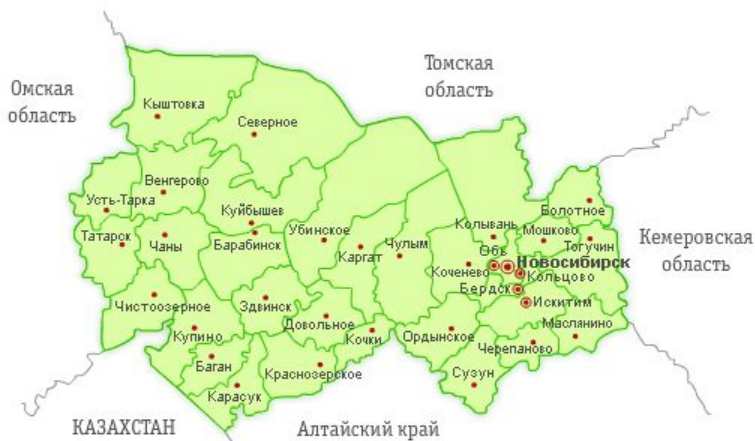 Омская
область
Томская
область
Кыштовка
Северное
Венгерово
Усть-Тарка
Куйбышев
Болотное
Татарск
Чаны
Барабинск
Убинское
Каргат
Чулым
Колывань
Мошково
Тогучин
Обь
Новосибирск
Коченево
Кольцово
Бердск
Искитим
Кемеровская
область
Чистоозерное
Здвинск
Довольное
Купино
Кочки
Ордынское
Маслянино
Черепаново
Баган
Краснозерское
Сузун
Карасук
КАЗАХСТАН
Алтайский край